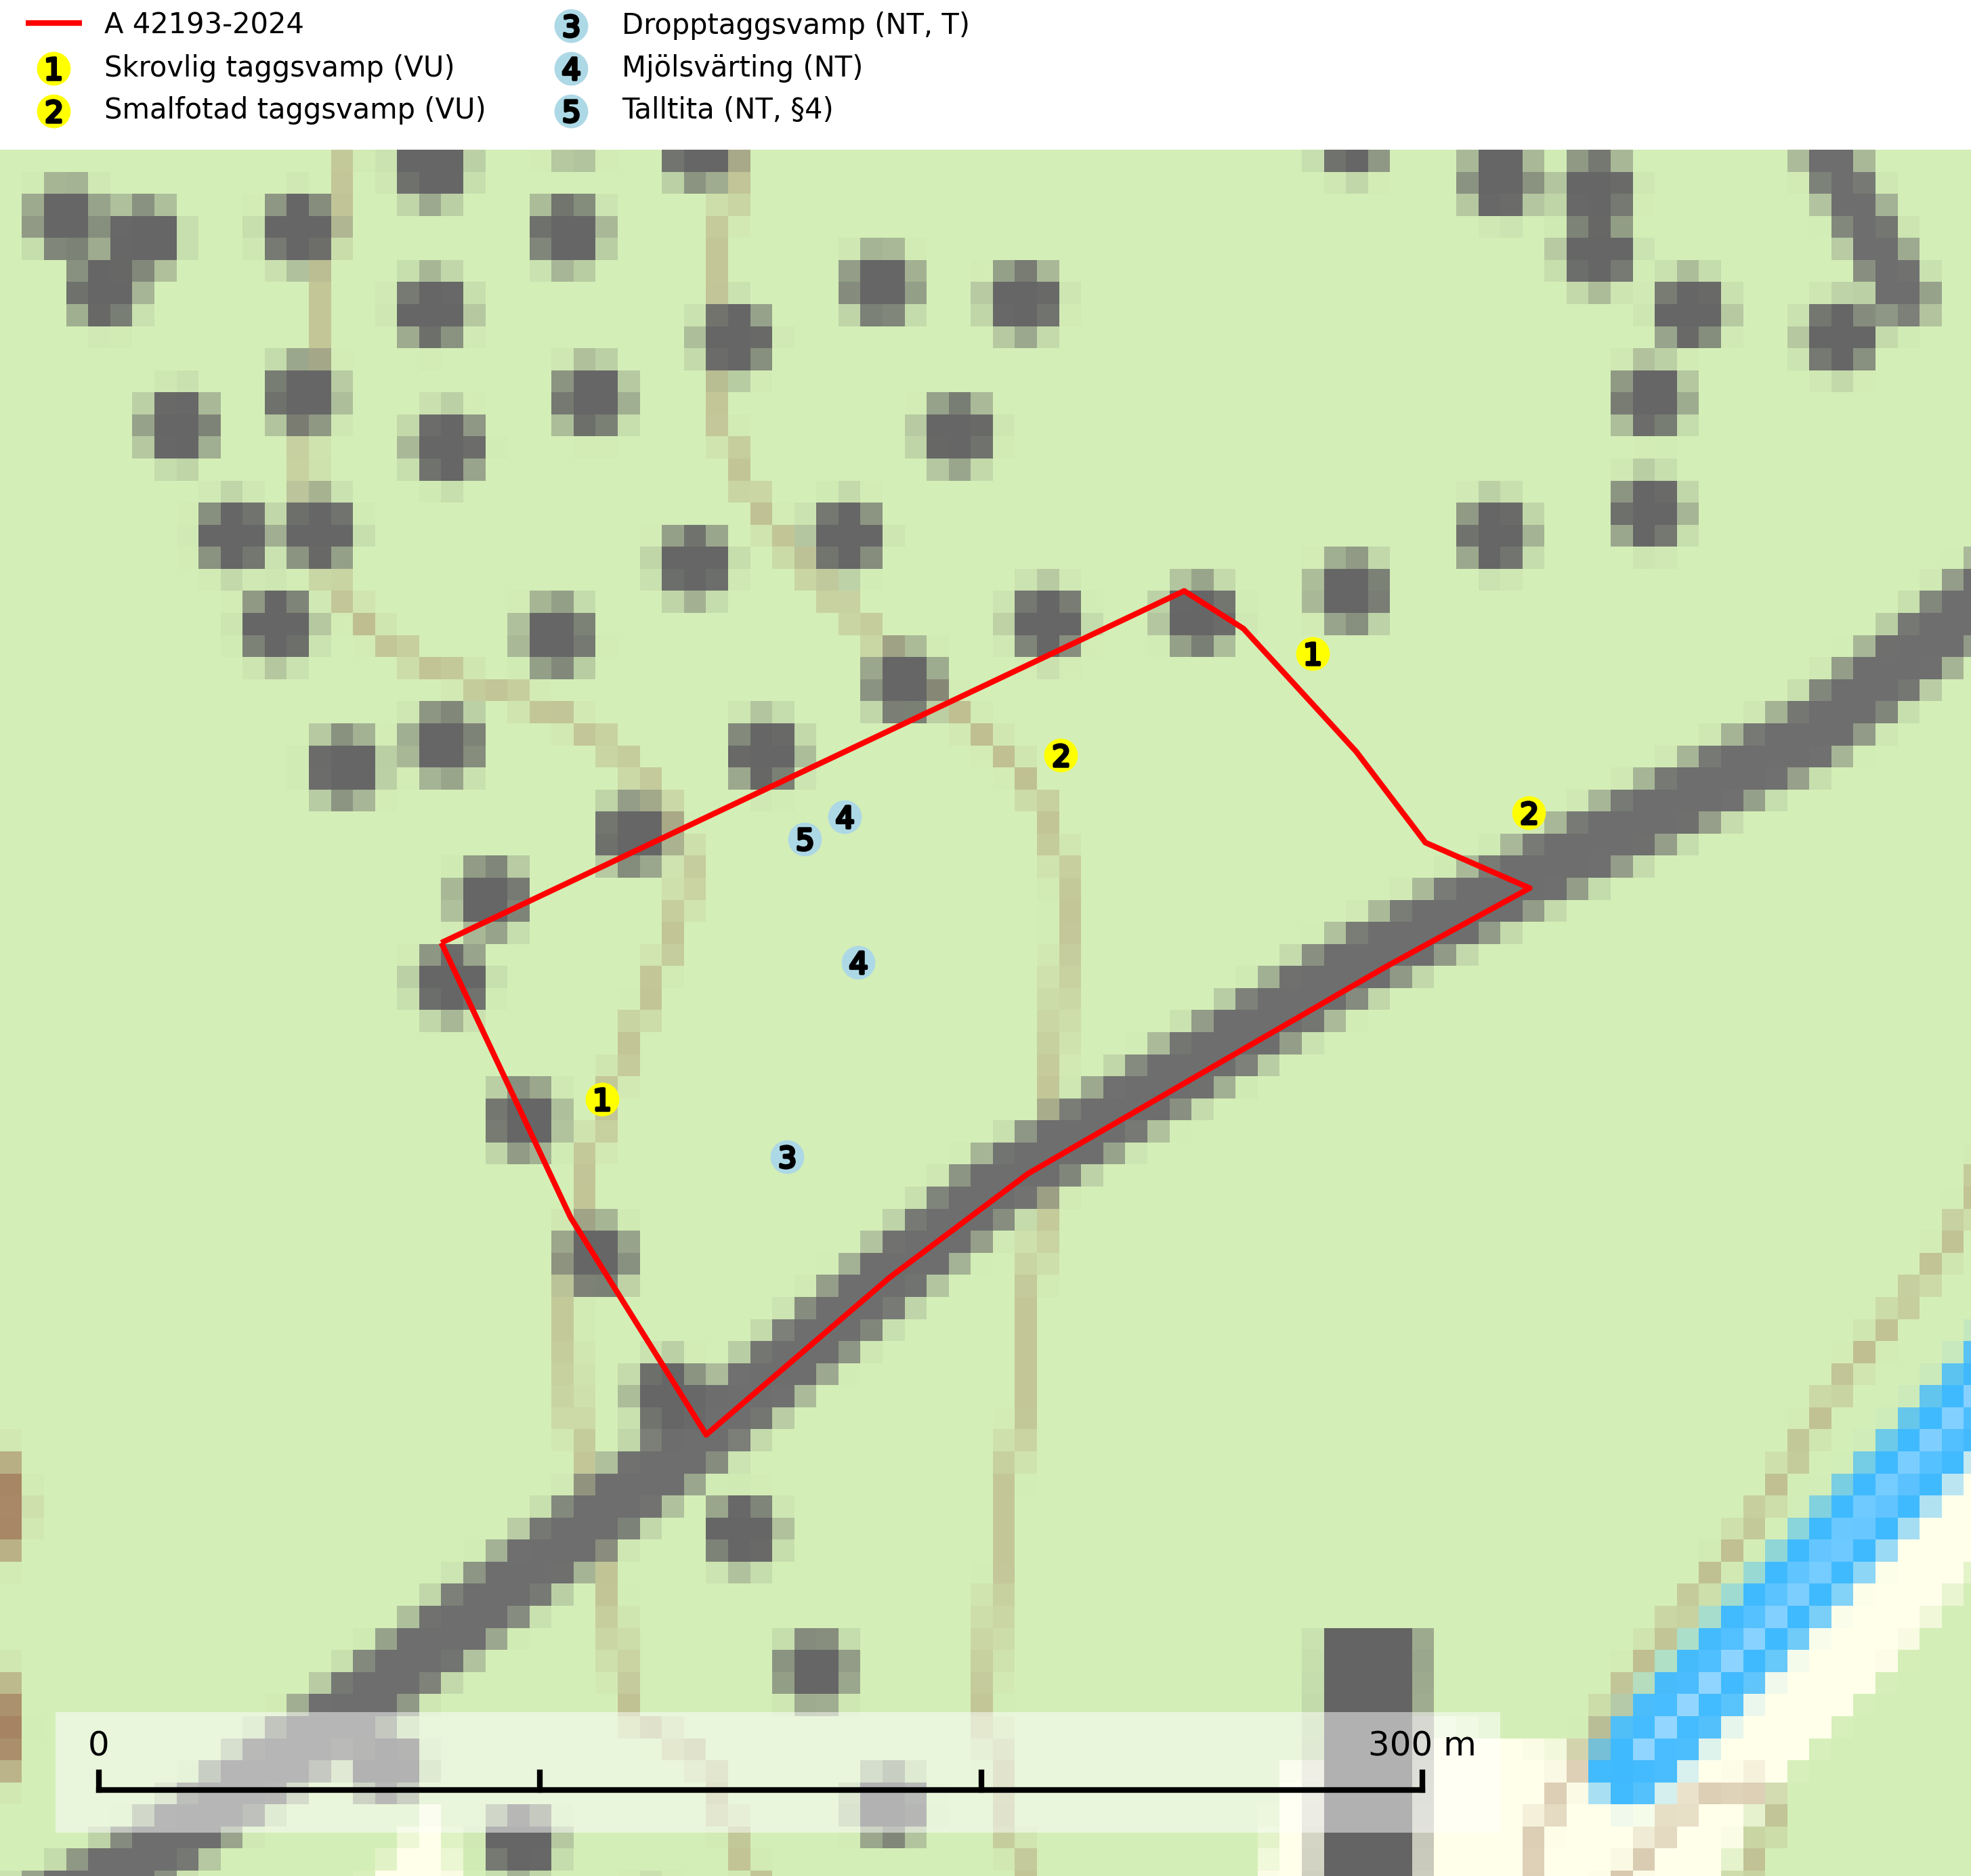 A 42193-2024
1 Skrovlig taggsvamp (VU)
2 Smalfotad taggsvamp (VU)
3 Dropptaggsvamp (NT, T)
4 Mjölsvärting (NT)
5 Talltita (NT, §4)
1
2
2
4
5
4
1
3
0 300 m